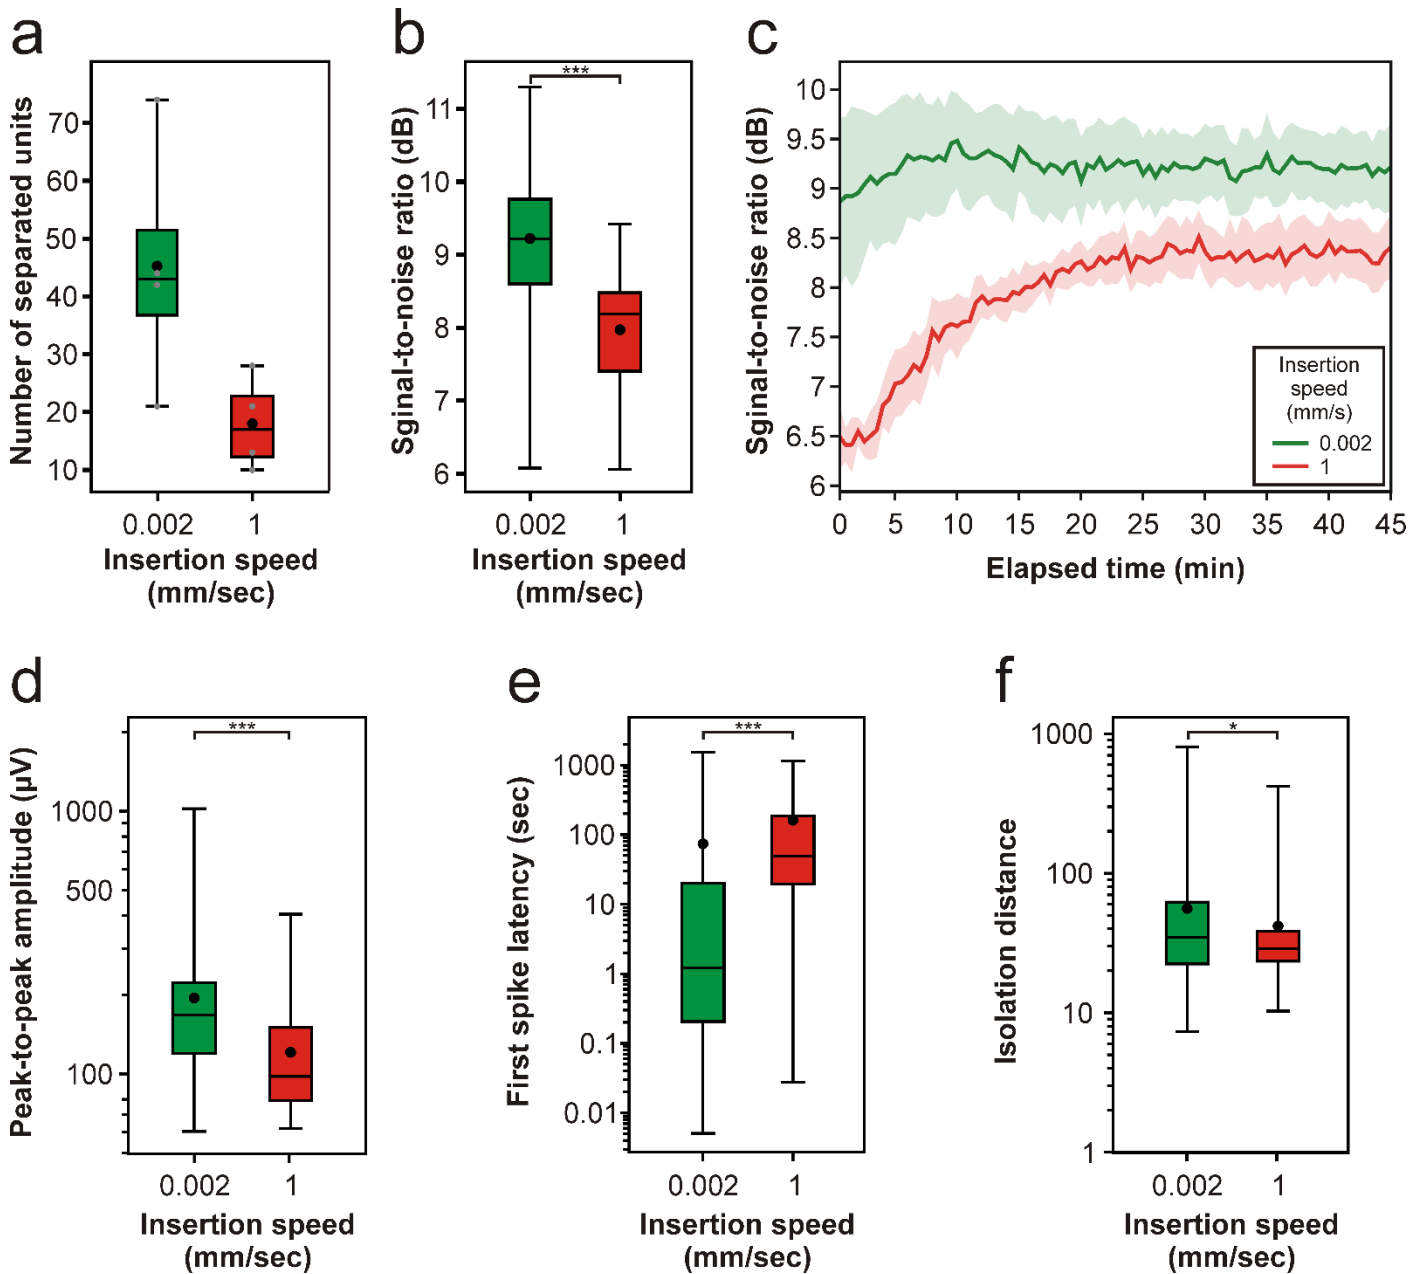 a
Number of separated units
70
60
50
40
30
20
10
0.002
1
Insertion speed
(mm/sec)
b
Sginal-to-noise ratio (dB)
***
11
10
9
8
7
6
0.002
1
Insertion speed
(mm/sec)
c
Sginal-to-noise ratio (dB)
10
9.5
9
8.5
8
7.5
7
6.5
6
0
5
10
15
20
25
30
35
40
45
Elapsed time (min)
Insertion
speed
(mm/s)
0.002
1
d
Peak-to-peak amplitude (µV)
***
1000
500
100
0.002
1
Insertion speed
(mm/sec)
e
First spike latency (sec)
***
1000
100
10
1
0.1
0.01
0.002
1
Insertion speed
(mm/sec)
f
Isolation distance
*
1000
100
10
1
0.002
1
Insertion speed
(mm/sec)